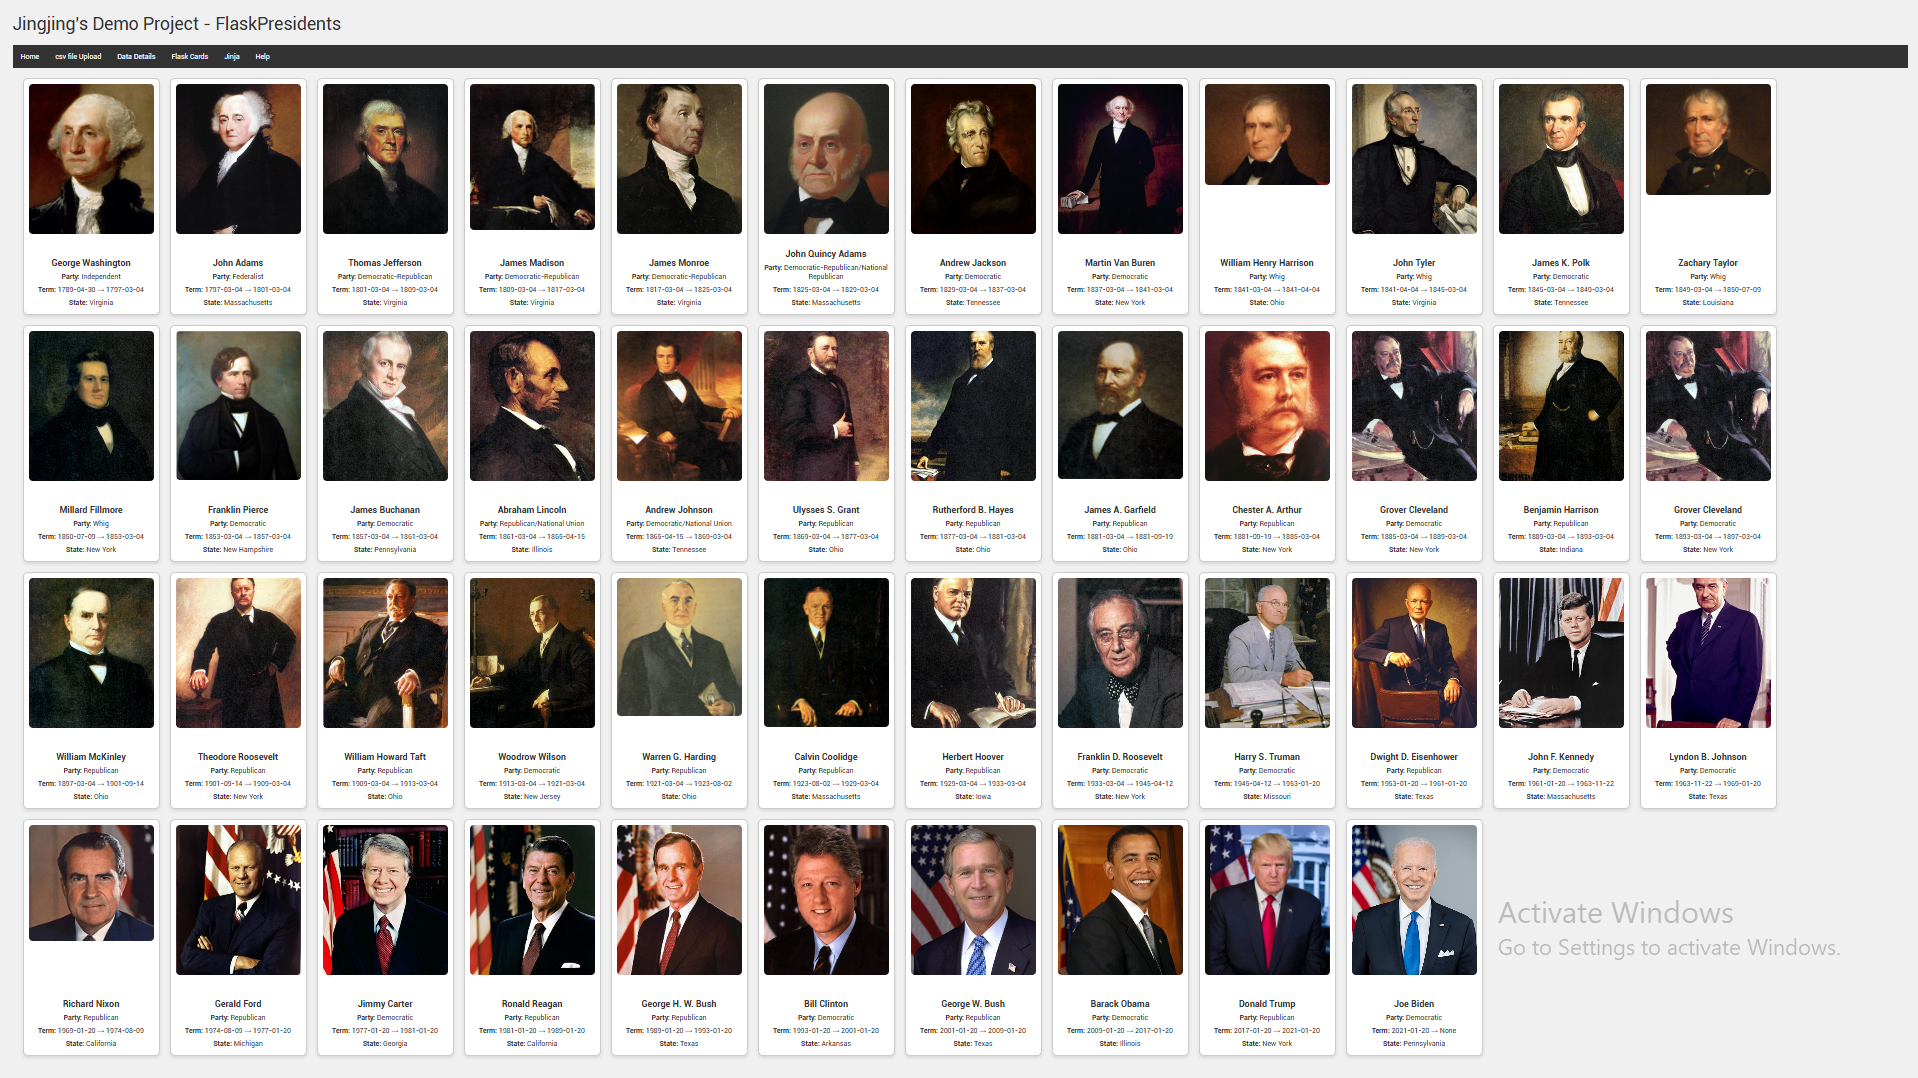 Jingjing's Demo Project - FlaskPresidents
Home csv file Upload Data Details Flask Cards Jinja Help
George Washington
Party: Independent
Term: 1789-04-30 → 1797-03-04
State: Virginia
John Adams
Party: Federalist
Term: 1797-03-04 → 1801-03-04
State: Massachusetts
Thomas Jefferson
Party: Democratic-Republican
Term: 1801-03-04 → 1809-03-04
State: Virginia
James Madison
Party: Democratic-Republican
Term: 1809-03-04 → 1817-03-04
State: Virginia
James Monroe
Party: Democratic-Republican
Term: 1817-03-04 → 1825-03-04
State: Virginia
John Quincy Adams
Party: Democratic-Republican/National
Republican
Term: 1825-03-04 → 1829-03-04
State: Massachusetts
Andrew Jackson
Party: Democratic
Term: 1829-03-04 → 1837-03-04
State: Tennessee
Martin Van Buren
Party: Democratic
Term: 1837-03-04 → 1841-03-04
State: New York
William Henry Harrison
Party: Whig
Term: 1841-03-04 → 1841-04-04
State: Ohio
John Tyler
Party: Whig
Term: 1841-04-04 → 1845-03-04
State: Virginia
James K. Polk
Party: Democratic
Term: 1845-03-04 → 1849-03-04
State: Tennessee
Zachary Taylor
Party: Whig
Term: 1849-03-04 → 1850-07-09
State: Louisiana
Millard Fillmore
Party: Whig
Term: 1850-07-09 → 1853-03-04
State: New York
Franklin Pierce
Party: Democratic
Term: 1853-03-04 → 1857-03-04
State: New Hampshire
James Buchanan
Party: Democratic
Term: 1857-03-04 → 1861-03-04
State: Pennsylvania
Abraham Lincoln
Party: Republican/National Union
Term: 1861-03-04 → 1865-04-15
State: Illinois
Andrew Johnson
Party: Democratic/National Union
Term: 1865-04-15 → 1869-03-04
State: Tennessee
Ulysses S. Grant
Party: Republican
Term: 1869-03-04 → 1877-03-04
State: Ohio
Rutherford B. Hayes
Party: Republican
Term: 1877-03-04 → 1881-03-04
State: Ohio
James A. Garfield
Party: Republican
Term: 1881-03-04 → 1881-09-19
State: Ohio
Chester A. Arthur
Party: Republican
Term: 1881-09-19 → 1885-03-04
State: New York
Grover Cleveland
Party: Democratic
Term: 1885-03-04 → 1889-03-04
State: New York
Benjamin Harrison
Party: Republican
Term: 1889-03-04 → 1893-03-04
State: Indiana
Grover Cleveland
Party: Democratic
Term: 1893-03-04 → 1897-03-04
State: New York
William McKinley
Party: Republican
Term: 1897-03-04 → 1901-09-14
State: Ohio
Theodore Roosevelt
Party: Republican
Term: 1901-09-14 → 1909-03-04
State: New York
William Howard Taft
Party: Republican
Term: 1909-03-04 → 1913-03-04
State: Ohio
Woodrow Wilson
Party: Democratic
Term: 1913-03-04 → 1921-03-04
State: New Jersey
Warren G. Harding
Party: Republican
Term: 1921-03-04 → 1923-08-02
State: Ohio
Calvin Coolidge
Party: Republican
Term: 1923-08-02 → 1929-03-04
State: Massachusetts
Herbert Hoover
Party: Republican
Term: 1929-03-04 → 1933-03-04
State: Iowa
Franklin D. Roosevelt
Party: Democratic
Term: 1933-03-04 → 1945-04-12
State: New York
Harry S. Truman
Party: Democratic
Term: 1945-04-12 → 1953-01-20
State: Missouri
Dwight D. Eisenhower
Party: Republican
Term: 1953-01-20 → 1961-01-20
State: Texas
John F. Kennedy
Party: Democratic
Term: 1961-01-20 → 1963-11-22
State: Massachusetts
Lyndon B. Johnson
Party: Democratic
Term: 1963-11-22 → 1969-01-20
State: Texas
Richard Nixon
Party: Republican
Term: 1969-01-20 → 1974-08-09
State: California
Gerald Ford
Party: Republican
Term: 1974-08-09 → 1977-01-20
State: Michigan
Jimmy Carter
Party: Democratic
Term: 1977-01-20 → 1981-01-20
State: Georgia
Ronald Reagan
Party: Republican
Term: 1981-01-20 → 1989-01-20
State: California
George H. W. Bush
Party: Republican
Term: 1989-01-20 → 1993-01-20
State: Texas
Bill Clinton
Party: Democratic
Term: 1993-01-20 → 2001-01-20
State: Arkansas
George W. Bush
Party: Republican
Term: 2001-01-20 → 2009-01-20
State: Texas
Barack Obama
Party: Democratic
Term: 2009-01-20 → 2017-01-20
State: Illinois
Donald Trump
Party: Republican
Term: 2017-01-20 → 2021-01-20
State: New York
Joe Biden
Party: Democratic
Term: 2021-01-20 → None
State: Pennsylvania
Activate Windows
Go to Settings to activate Windows.